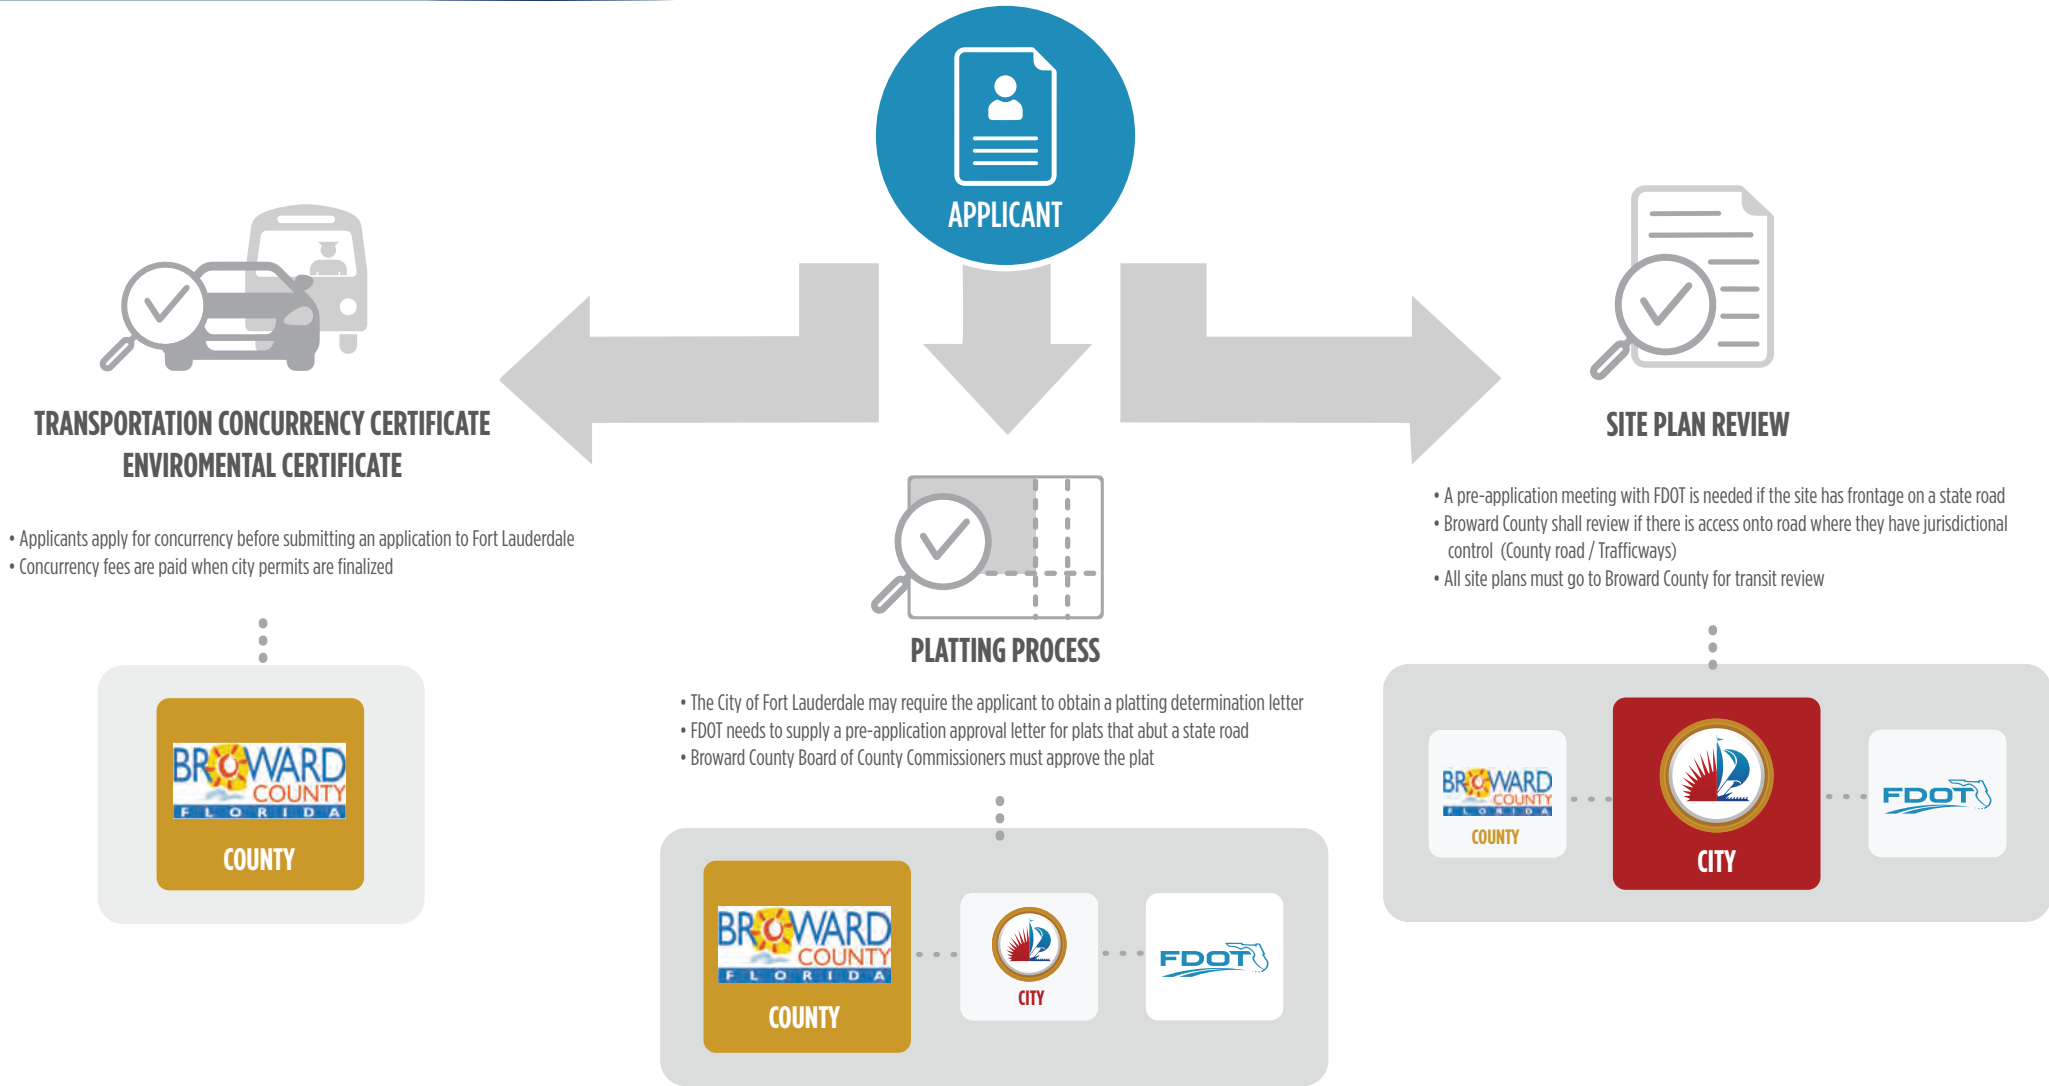 APPLICANT
TRANSPORTATION CONCURRENCY CERTIFICATE
ENVIROMENTAL CERTIFICATE
• Applicants apply for concurrency before submitting an application to Fort Lauderdale
• Concurrency fees are paid when city permits are finalized
BROWARD
COUNTY
FLORIDA
COUNTY
PLATTING PROCESS
• The City of Fort Lauderdale may require the applicant to obtain a platting determination letter
• FDOT needs to supply a pre-application approval letter for plats that abut a state road
• Broward County Board of County Commissioners must approve the plat
BROWARD
COUNTY
FLORIDA
COUNTY
CITY
FDOT
SITE PLAN REVIEW
• A pre-application meeting with FDOT is needed if the site has frontage on a state road
• Broward County shall review if there is access onto road where they have jurisdictional
control (County road / Trafficways)
• All site plans must go to Broward County for transit review
BROWARD
COUNTY
FLORIDA
COUNTY
CITY
FDOT